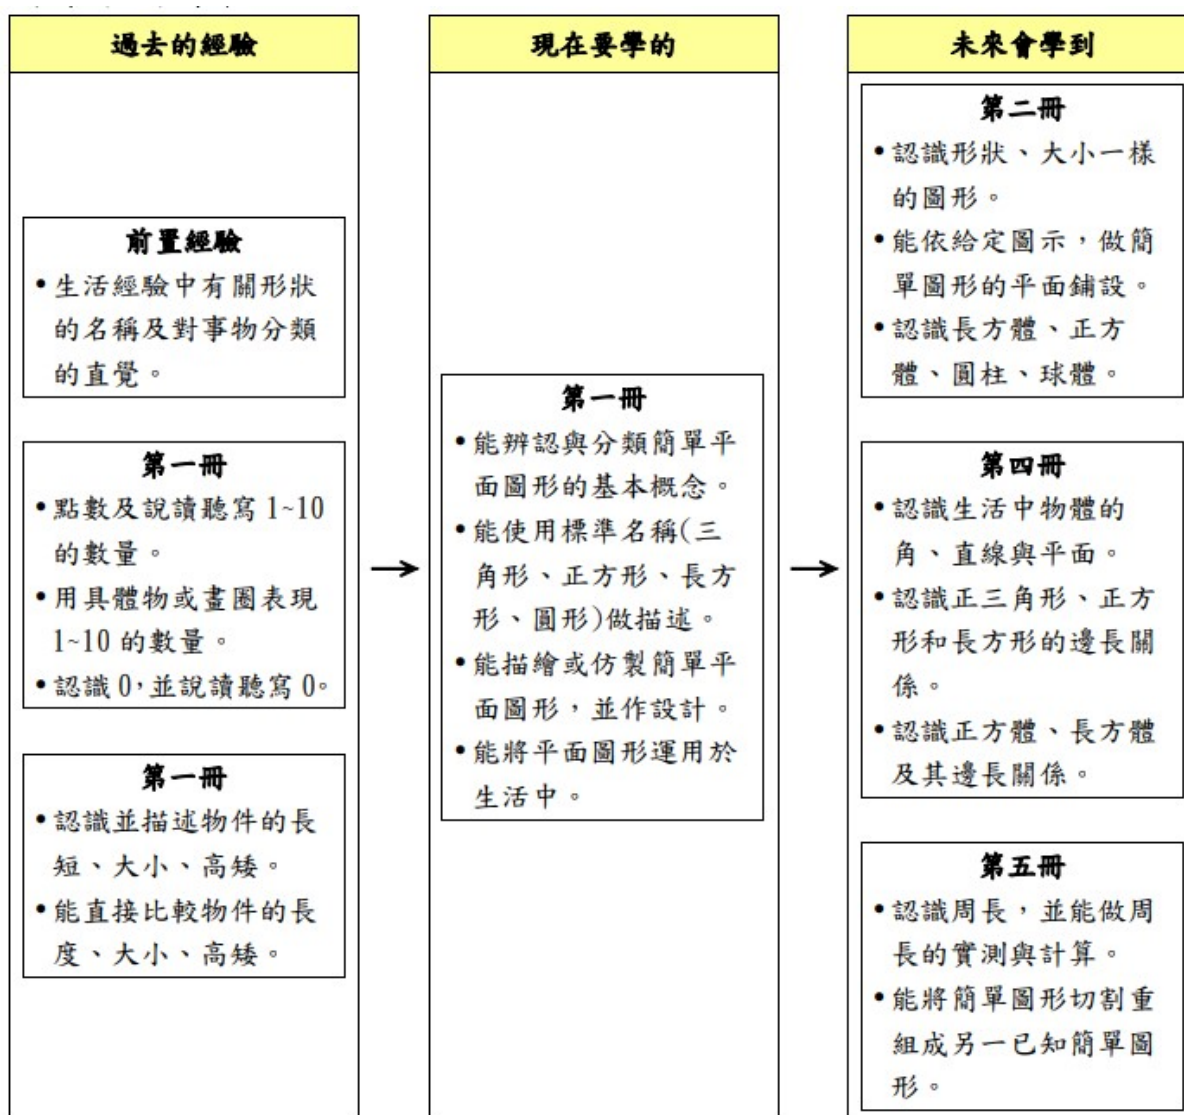 過去的經驗
前置經驗
•生活經驗中有關形狀
的名稱及對事物分類
的直覺。
第一冊
•點數及說讀聽寫 1~10
的數量。
•用具體物或畫圈表現
1~10 的數量。
•認識 0，並說讀聽寫 0。
第一冊
•認識並描述物件的長
短、大小、高矮。
•能直接比較物件的長
度、大小、高矮。
現在要學的
第一冊
•能辨認與分類簡單平
面圖形的基本概念。
•能使用標準名稱(三
角形、正方形、長方
形、圓形)做描述。
•能描繪或仿製簡單平
面圖形，並作設計。
•能將平面圖形運用於
生活中。
未來會學到
第二冊
•認識形狀、大小一樣
的圖形。
•能依給定圖示，做簡
單圖形的平面鋪設。
•認識長方體、正方
體、圓柱、球體。
第四冊
•認識生活中物體的
角、直線與平面。
•認識正三角形、正方
形和長方形的邊長關
係。
•認識正方體、長方體
及其邊長關係。
第五冊
•認識周長，並能做周
長的實測與計算。
•能將簡單圖形切割重
組成另一已知簡單圖
形。